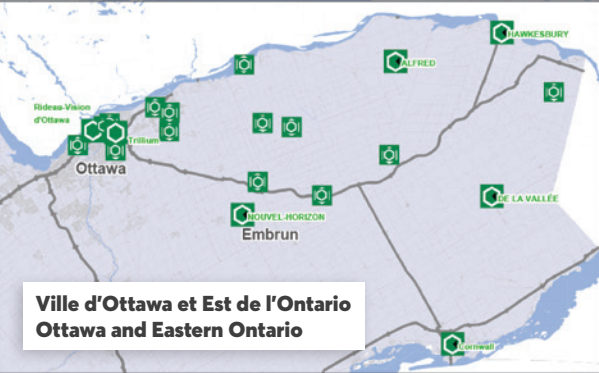 HAWKESBURY
ALFRED
Rideau-Vision
d'Ottawa
Trillium
Ottawa
DE LA VALLÉE
NOUVEL-HORIZON
Embrun
Ville d'Ottawa et Est de l'Ontario
Ottawa and Eastern Ontario
Cornwall